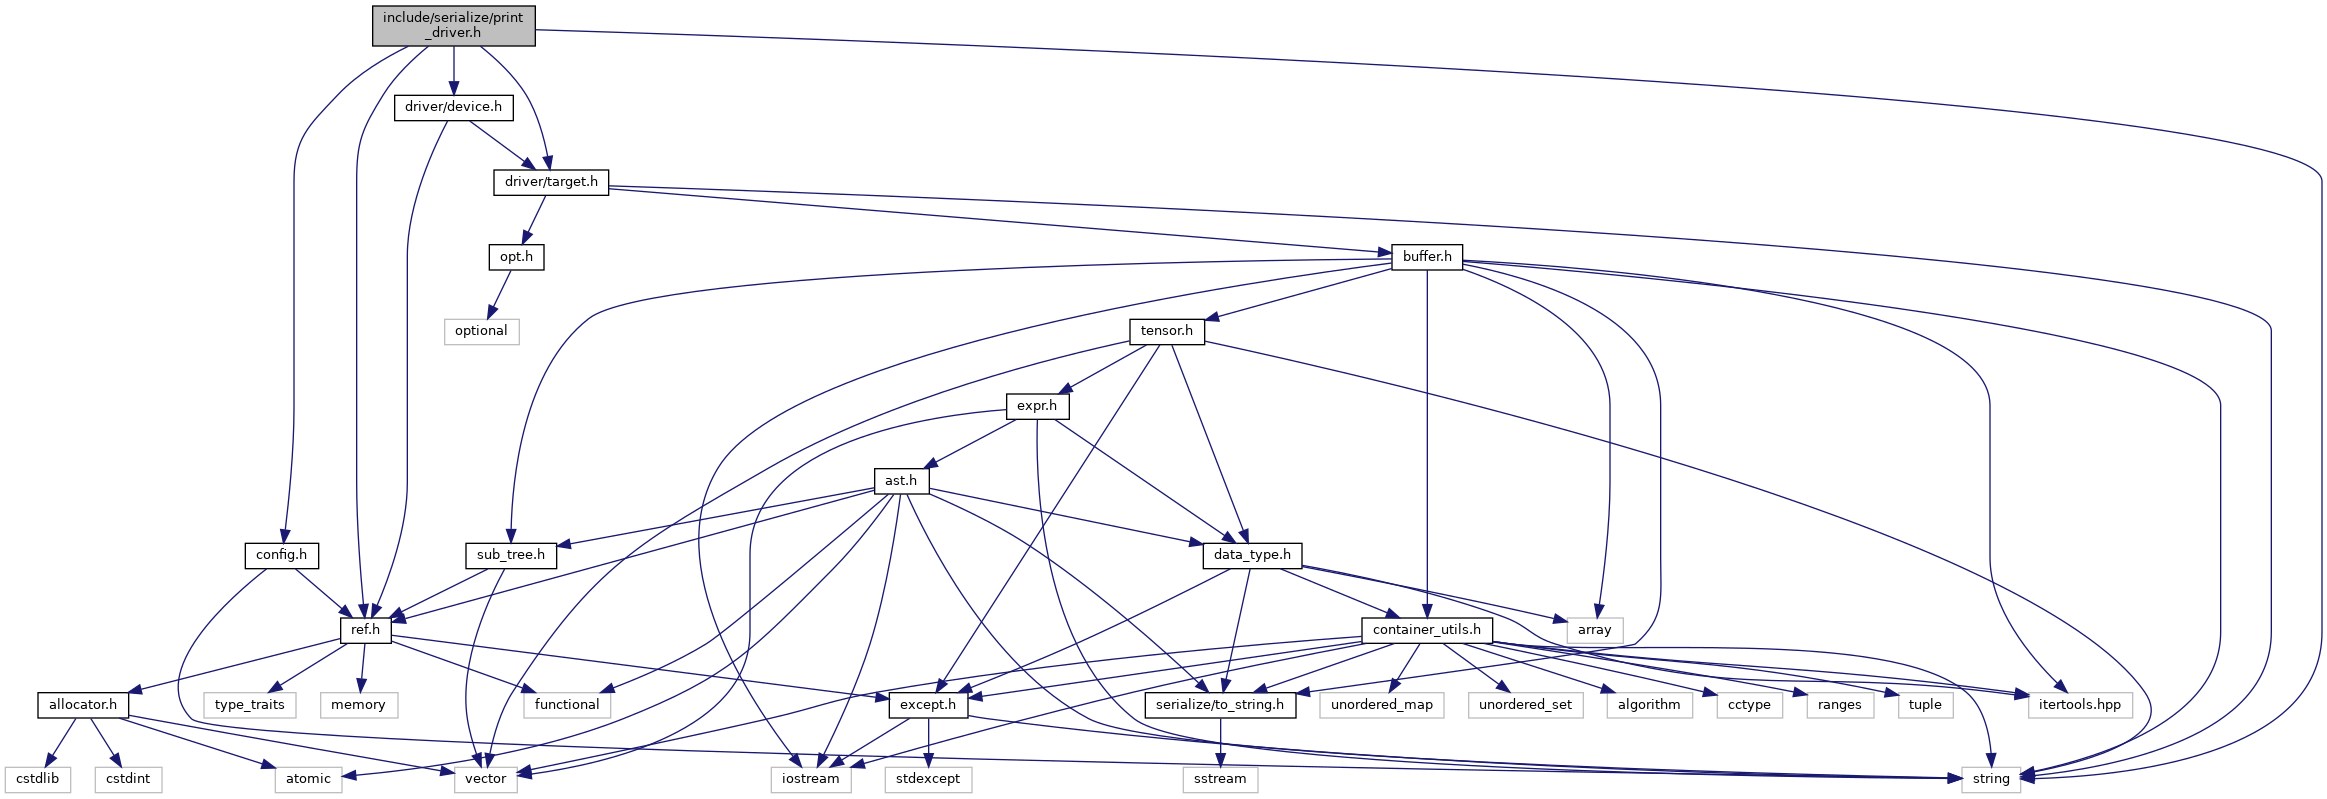 include/serialize/print
_driver.h
driver/device.h
driver/target.h
opt.h
buffer.h
optional
tensor.h
expr.h
ast.h
config.h
sub_tree.h
data_type.h
ref.h
container_utils.h
array
allocator.h
type_traits
memory
functional
except.h
serialize/to_string.h
unordered_map
unordered_set
algorithm
cctype
ranges
tuple
itertools.hpp
cstdlib
cstdint
atomic
vector
iostream
stdexcept
sstream
string